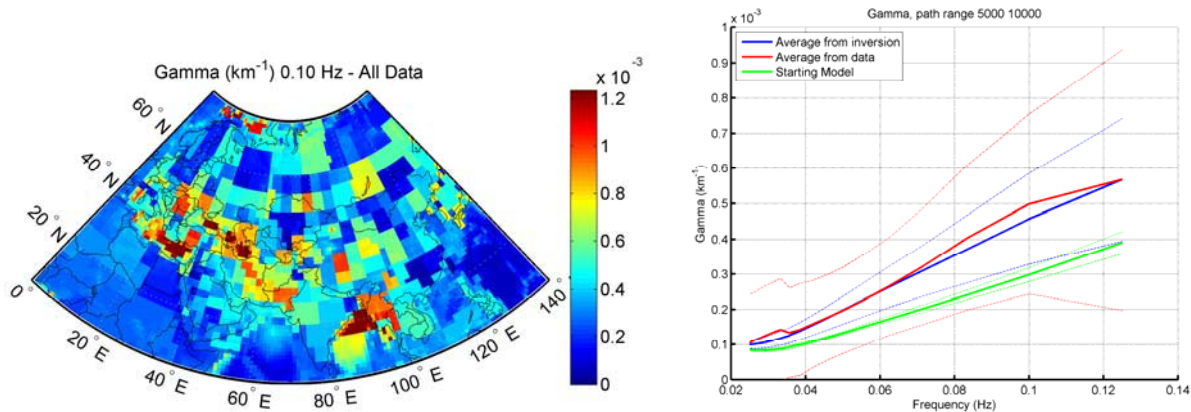 Gamma (km⁻¹) 0.10 Hz - All Data
x 10⁻³
1.2
1
0.8
0.6
0.4
0.2
0
60° N
40° N
20° N
0°
20° E
40° E
60° E
80° E
100° E
120° E
140°
Gamma, path range 5000 10000
x 10⁻³
Average from inversion
Average from data
Starting Model
Gamma (km⁻¹)
1
0.9
0.8
0.7
0.6
0.5
0.4
0.3
0.2
0.1
0
0.02 0.04 0.06 0.08 0.1 0.12 0.14
Frequency (Hz)